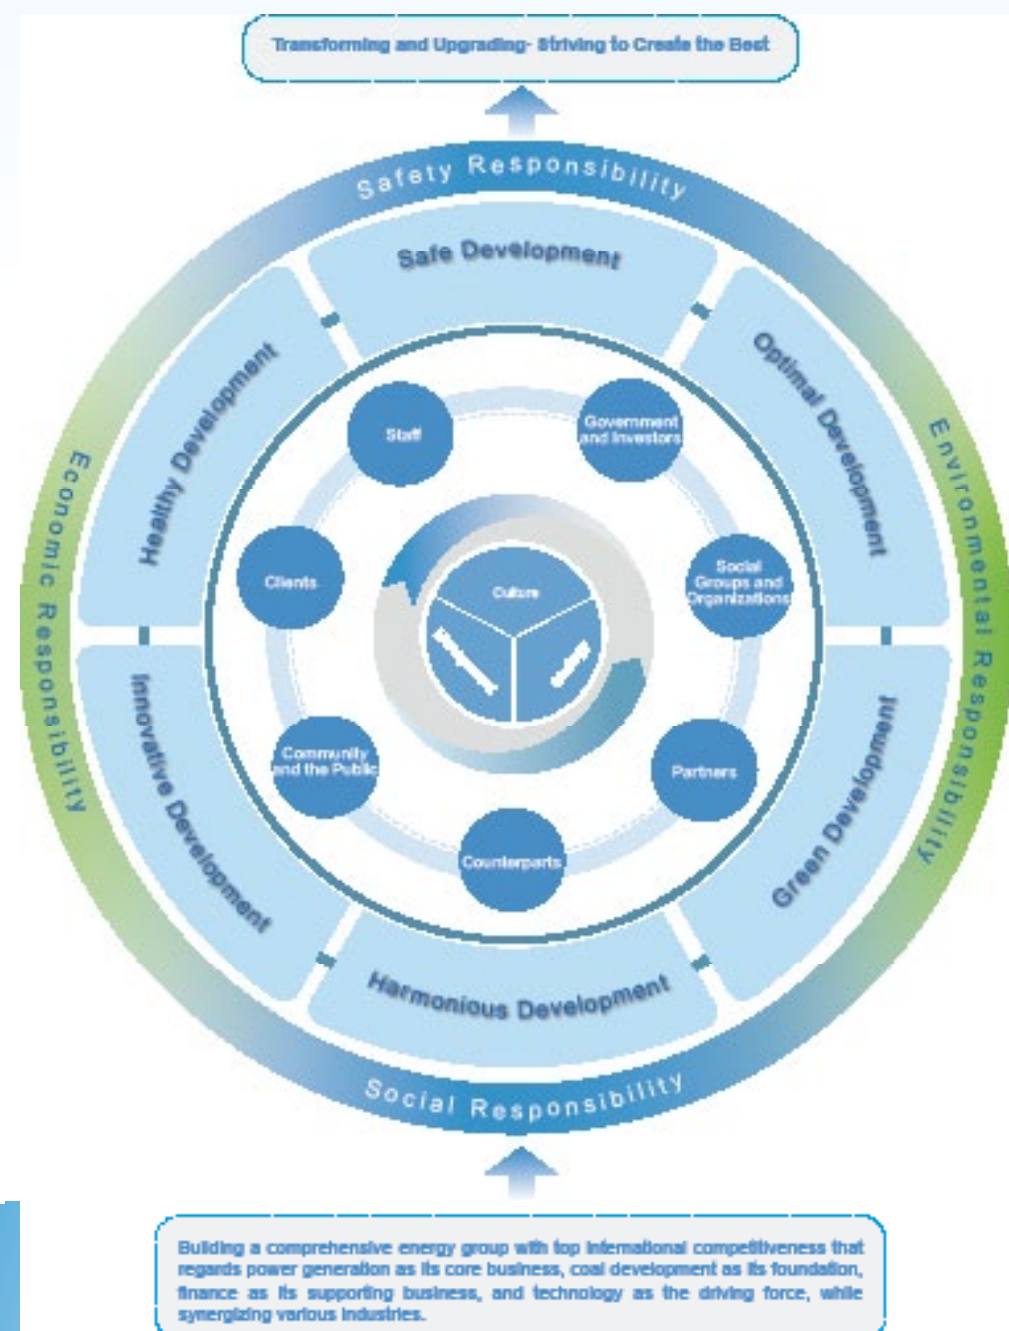 Transforming and Upgrading- Striving to Create the Best
Safety Responsibility
Safe Development
Healthy Development
Optimal Development
Economic Responsibility
Environmental Responsibility
Staff
Government
and Investors
Clients
Social
Groups and
Organizations
Culture
Community
and the Public
Partners
Counterparts
Innovative Development
Green Development
Harmonious Development
Social Responsibility
Building a comprehensive energy group with top international competitiveness that
regards power generation as its core business, coal development as its foundation,
finance as its supporting business, and technology as the driving force, while
synergizing various industries.